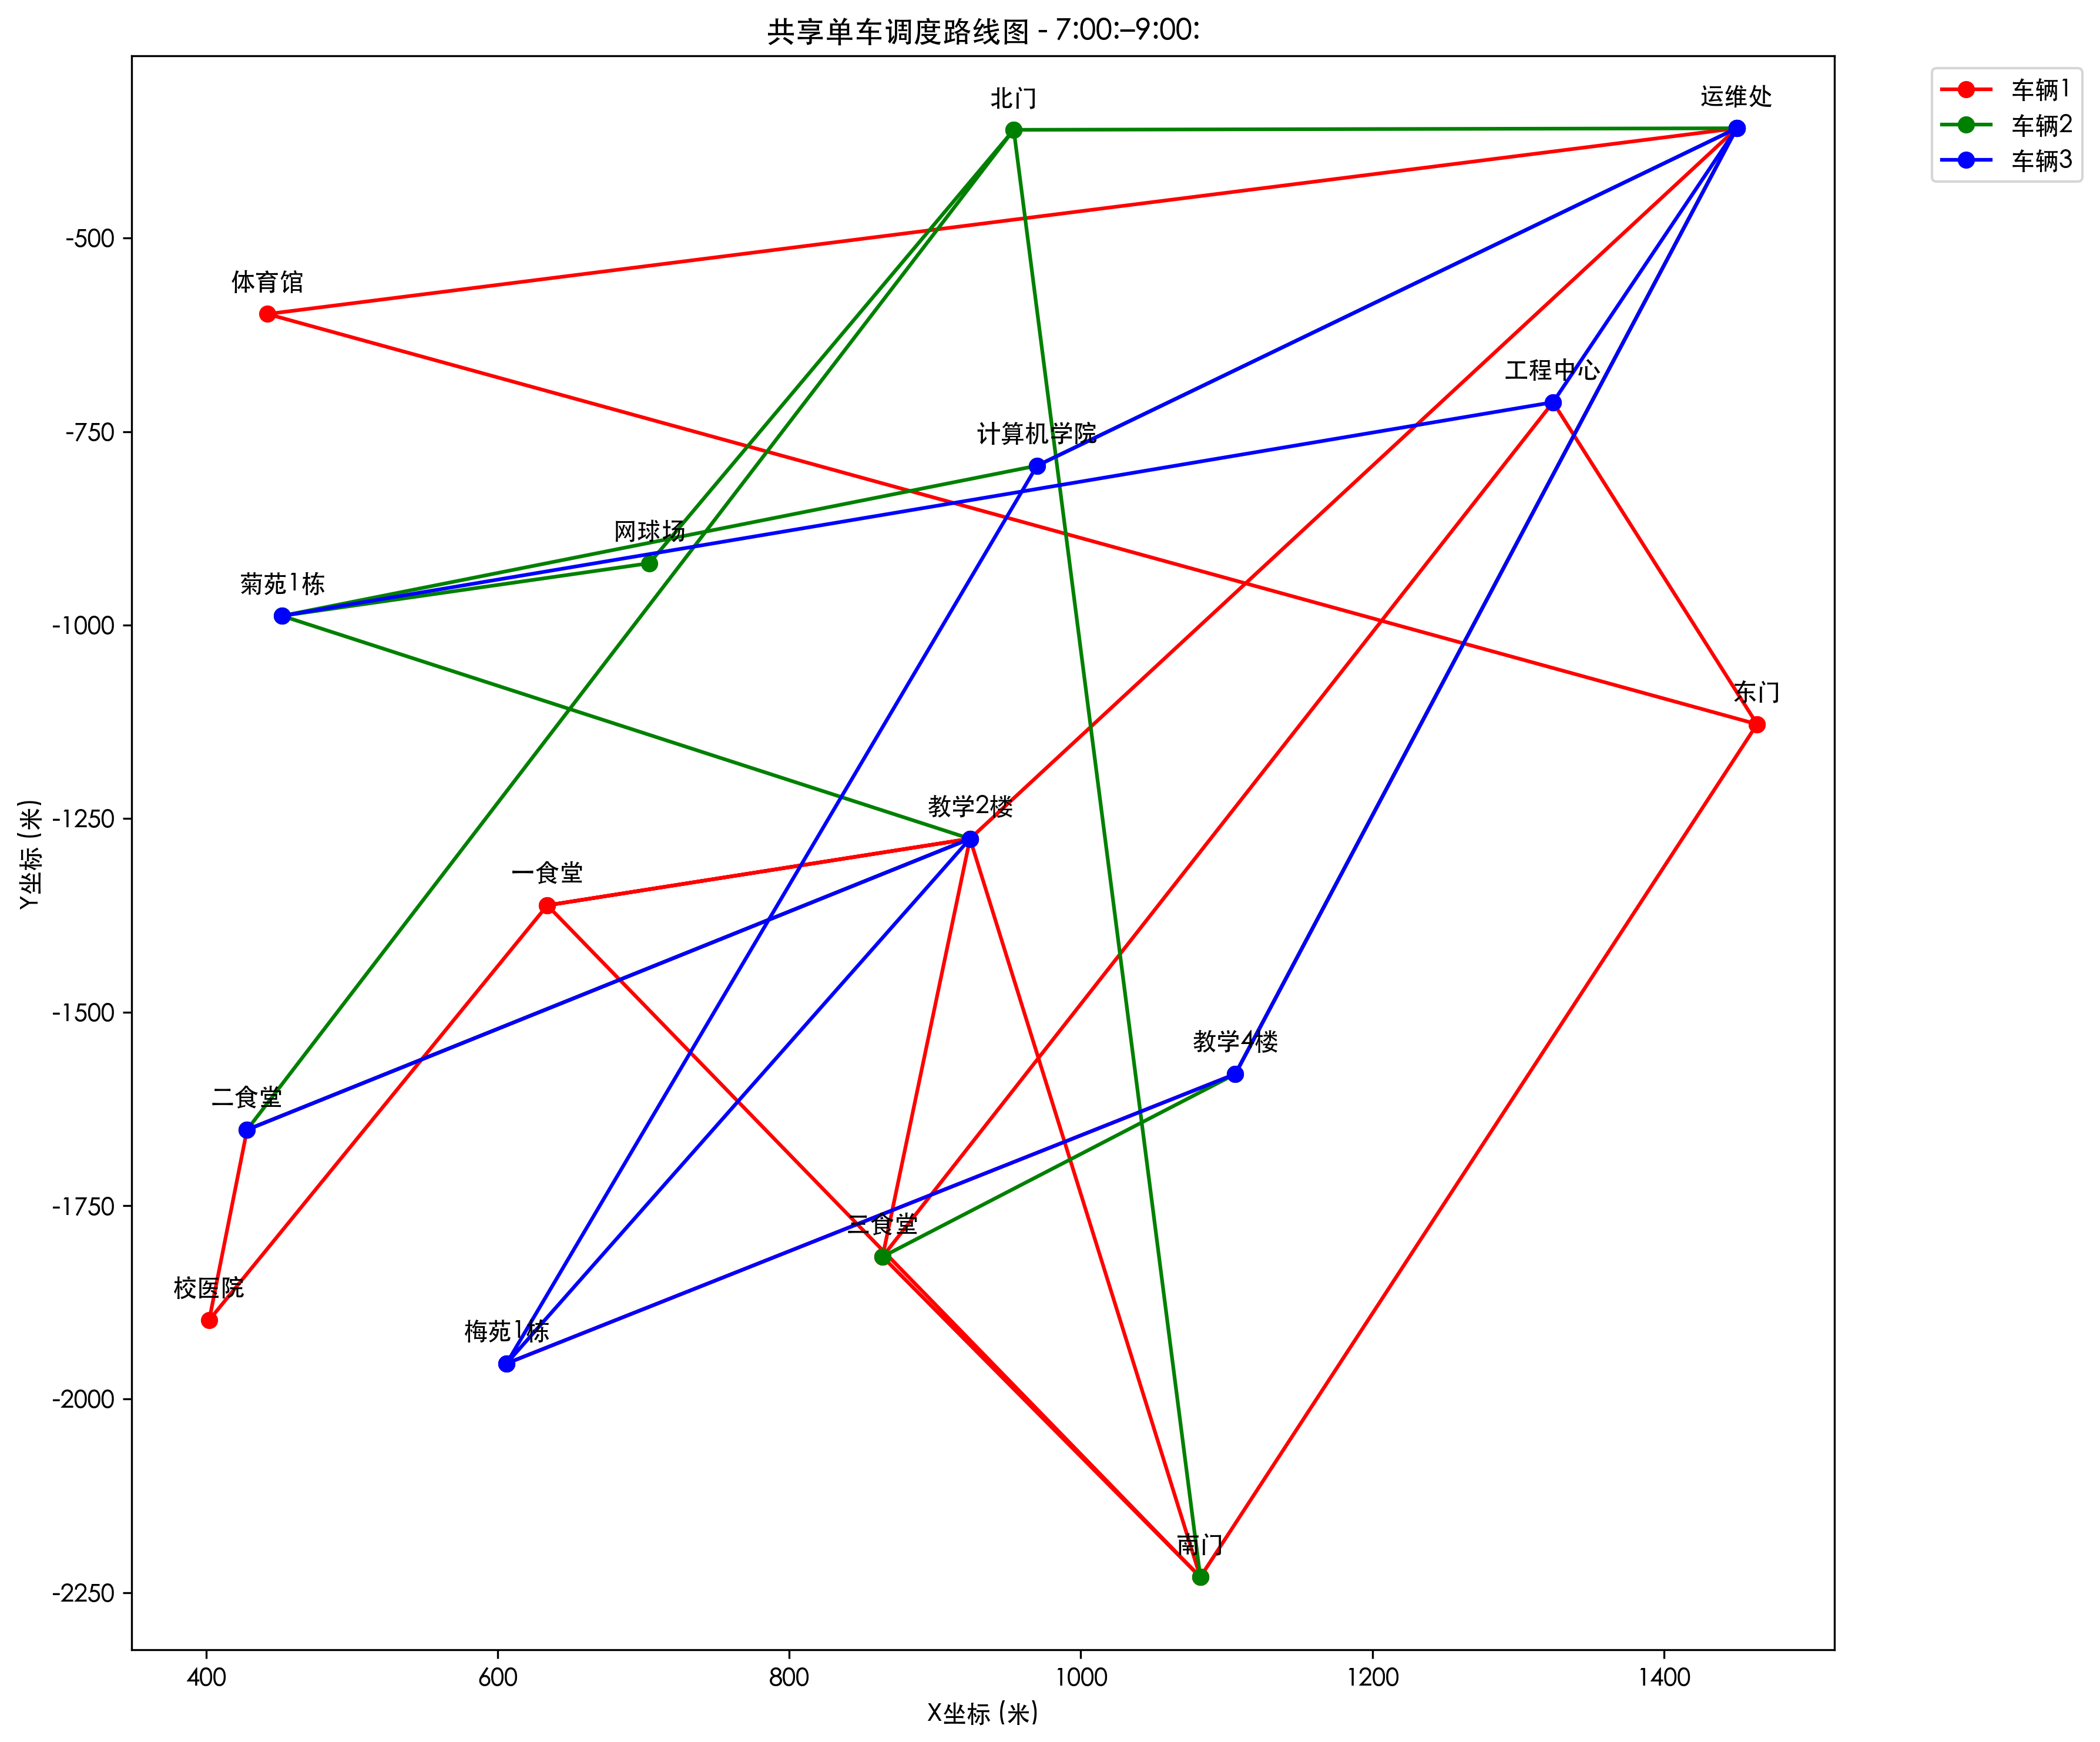 共享单车调度路线图 - 7:00:–9:00:
车辆1
车辆2
车辆3
北门
运维处
体育馆
工程中心
计算机学院
网球场
菊苑1栋
东门
教学2楼
一食堂
教学4楼
二食堂
三食堂
校医院
梅苑1栋
南门
-500
-750
-1000
-1250
-1500
-1750
-2000
-2250
Y坐标 (米)
400
600
800
1000
1200
1400
X坐标 (米)